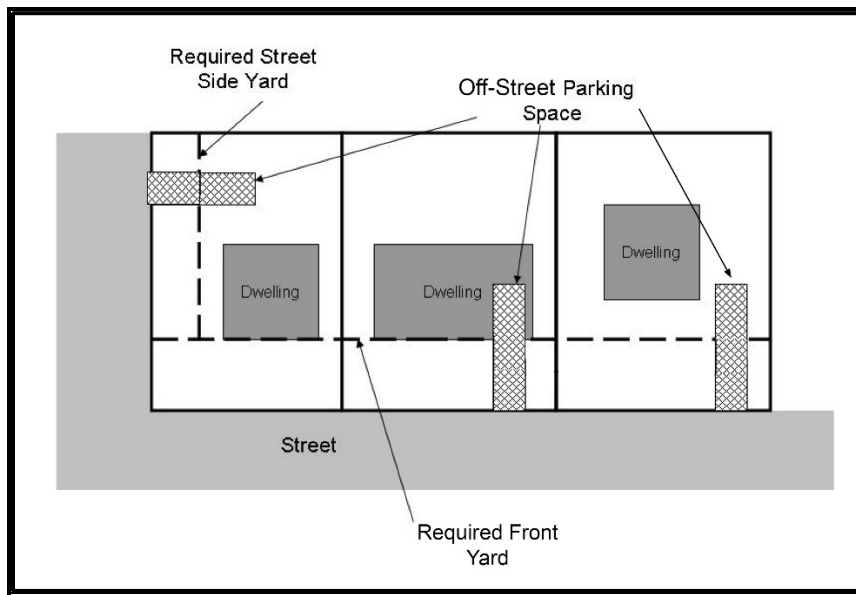 Required Street
Side Yard
Off-Street Parking
Space
Dwelling
Dwelling
Dwelling
Street
Required Front
Yard